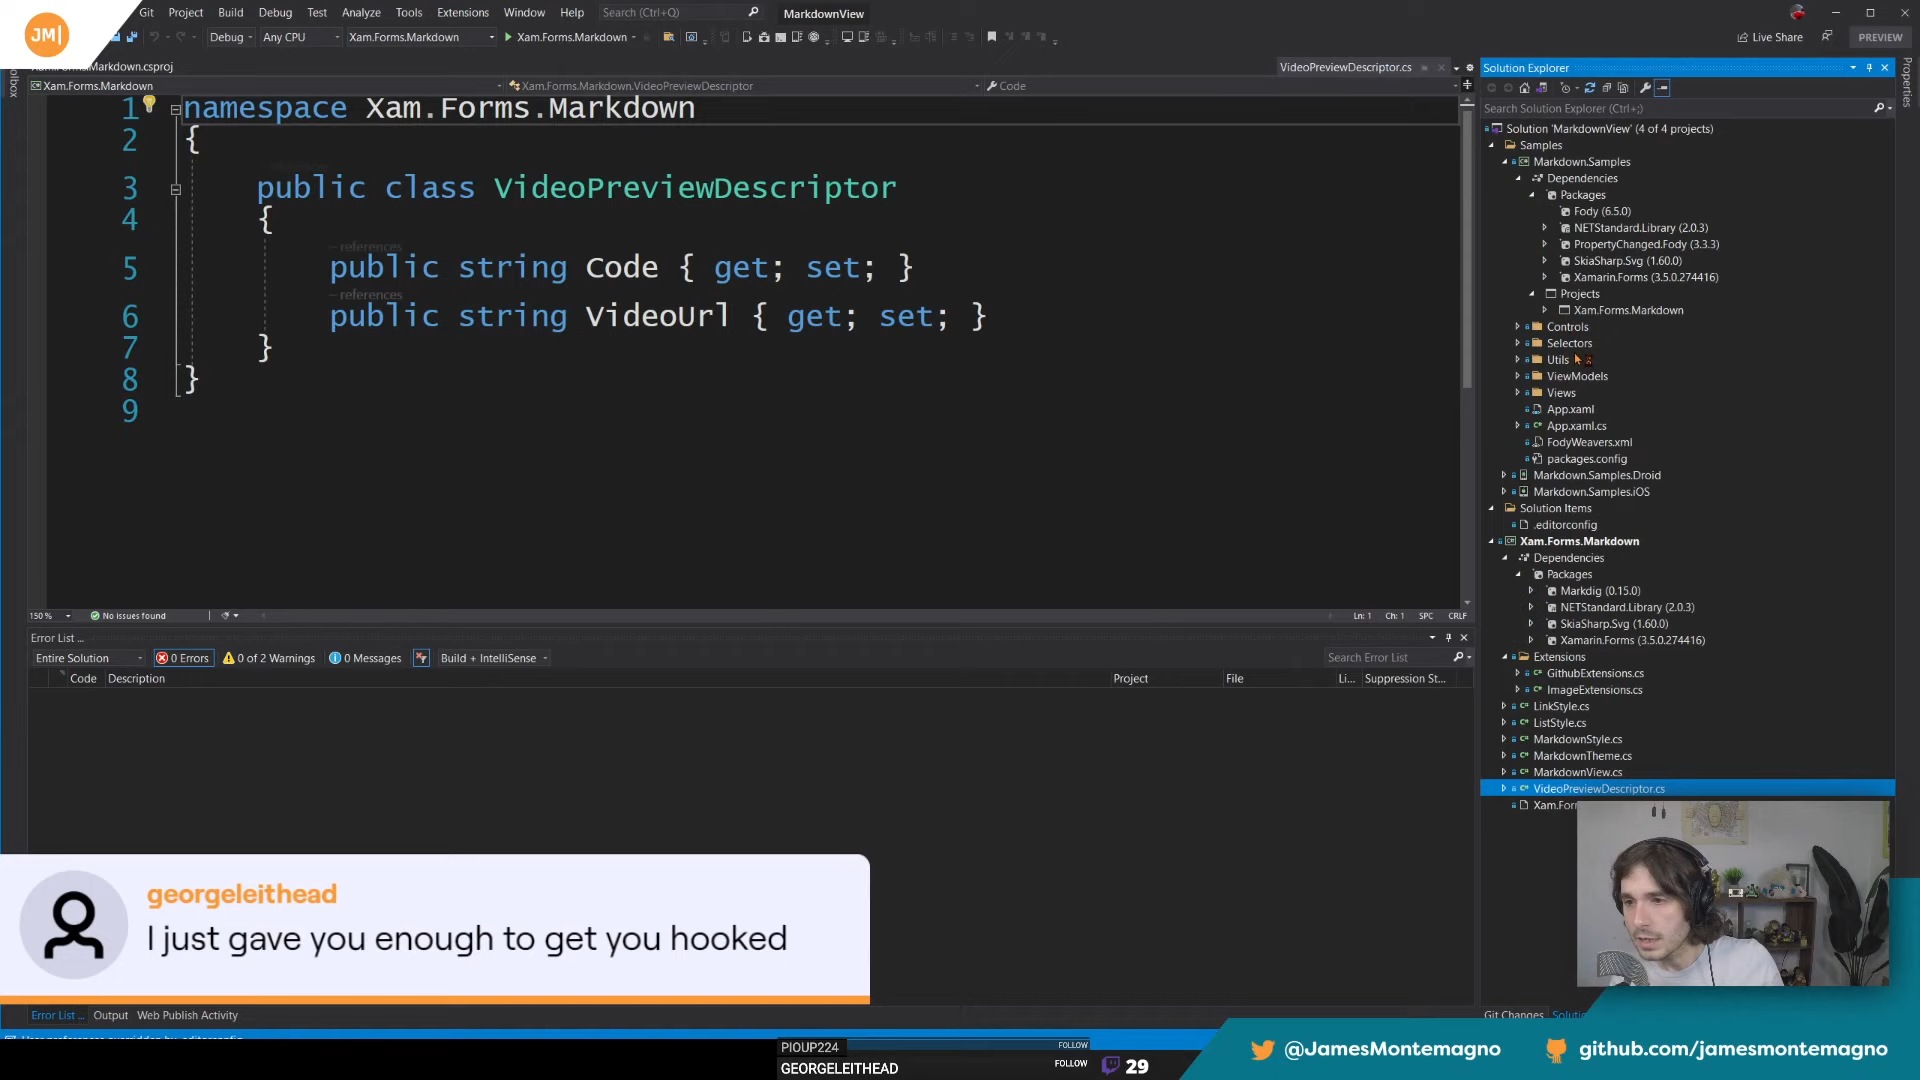 JM|
Git Project Build Debug Test Analyze Tools Extensions Window Help Search (Ctrl+Q) MarkdownView
Debug Any CPU Xam.Forms.Markdown Xam.Forms.Markdown Live Share PREVIEW
Xam.Forms.Markdown.csproj VideoPreviewDescriptor.cs
Xam.Forms.Markdown Xam.Forms.Markdown.VideoPreviewDescriptor Code
1 namespace Xam.Forms.Markdown
2 {
3 public class VideoPreviewDescriptor
4 {
– references
5 public string Code { get; set; }
– references
6 public string VideoUrl { get; set; }
7 }
8 }
9
150 % No issues found Ln: 1 Ch: 1 SPC CRLF
Error List ...
Entire Solution 0 Errors 0 of 2 Warnings 0 Messages Build + IntelliSense Search Error List
Code Description Project File Li... Suppression St...
Error List ... Output Web Publish Activity
Solution Explorer
Search Solution Explorer (Ctrl+;)
Solution 'MarkdownView' (4 of 4 projects)
Samples
Markdown.Samples
Dependencies
Packages
Fody (6.5.0)
NETStandard.Library (2.0.3)
PropertyChanged.Fody (3.3.3)
SkiaSharp.Svg (1.60.0)
Xamarin.Forms (3.5.0.274416)
Projects
Xam.Forms.Markdown
Controls
Selectors
Utils
ViewModels
Views
App.xaml
App.xaml.cs
FodyWeavers.xml
packages.config
Markdown.Samples.Droid
Markdown.Samples.iOS
Solution Items
.editorconfig
Xam.Forms.Markdown
Dependencies
Packages
Markdig (0.15.0)
NETStandard.Library (2.0.3)
SkiaSharp.Svg (1.60.0)
Xamarin.Forms (3.5.0.274416)
Extensions
GithubExtensions.cs
ImageExtensions.cs
LinkStyle.cs
ListStyle.cs
MarkdownStyle.cs
MarkdownTheme.cs
MarkdownView.cs
VideoPreviewDescriptor.cs
Xam.For
Git Changes Solutio
Properties
georgeleithead
I just gave you enough to get you hooked
PIOUP224 FOLLOW
GEORGELEITHEAD FOLLOW
29
@JamesMontemagno
github.com/jamesmontemagno